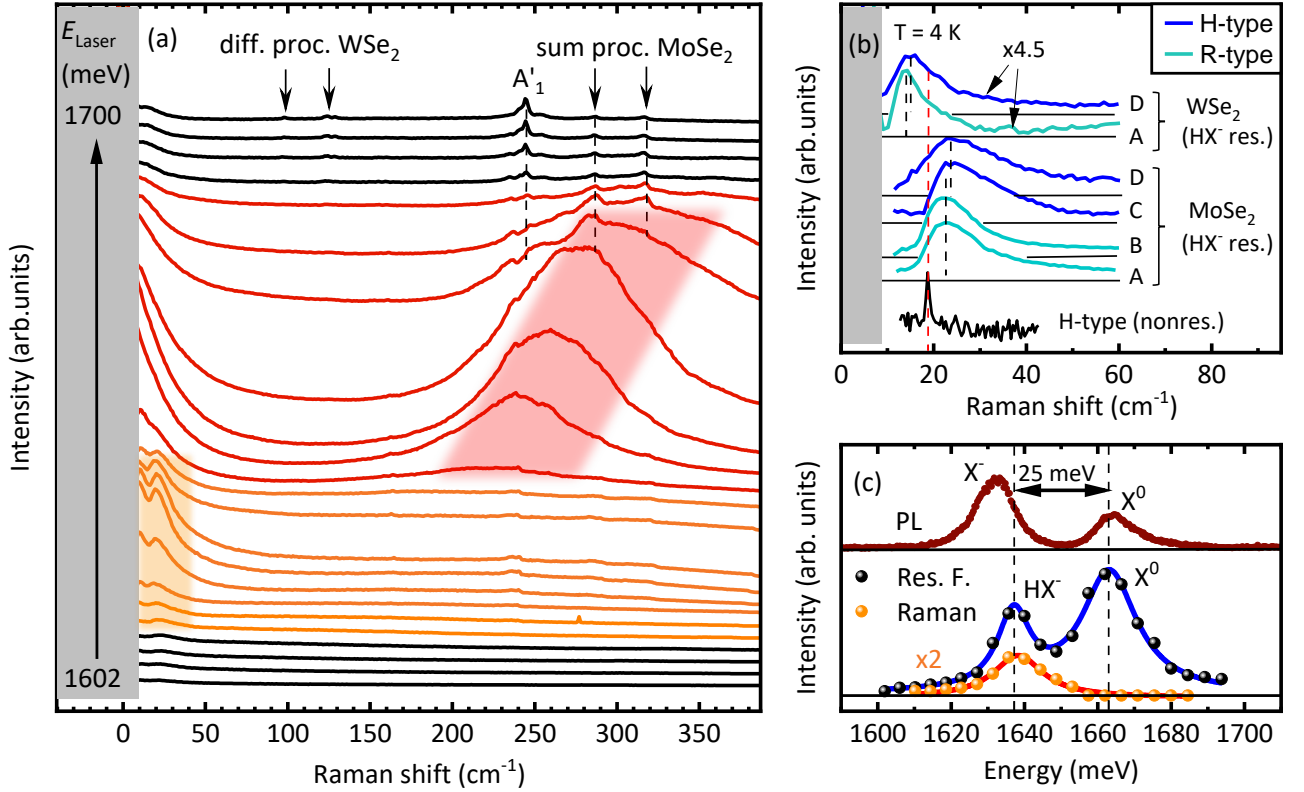 E_Laser
(meV)
(a)
diff. proc. WSe₂
sum proc. MoSe₂
A'₁
1700
1602
Intensity (arb.units)
0 50 100 150 200 250 300 350
Raman shift (cm⁻¹)
(b)
T = 4 K
H-type
R-type
x4.5
D
A
WSe₂
(HX⁻ res.)
D
C
B
A
MoSe₂
(HX⁻ res.)
H-type (nonres.)
Intensity (arb.units)
0 20 40 60 80
Raman shift (cm⁻¹)
(c)
X⁻
25 meV
X⁰
PL
Res. F.
Raman
HX⁻
X⁰
x2
Intensity (arb. units)
1600 1620 1640 1660 1680 1700
Energy (meV)